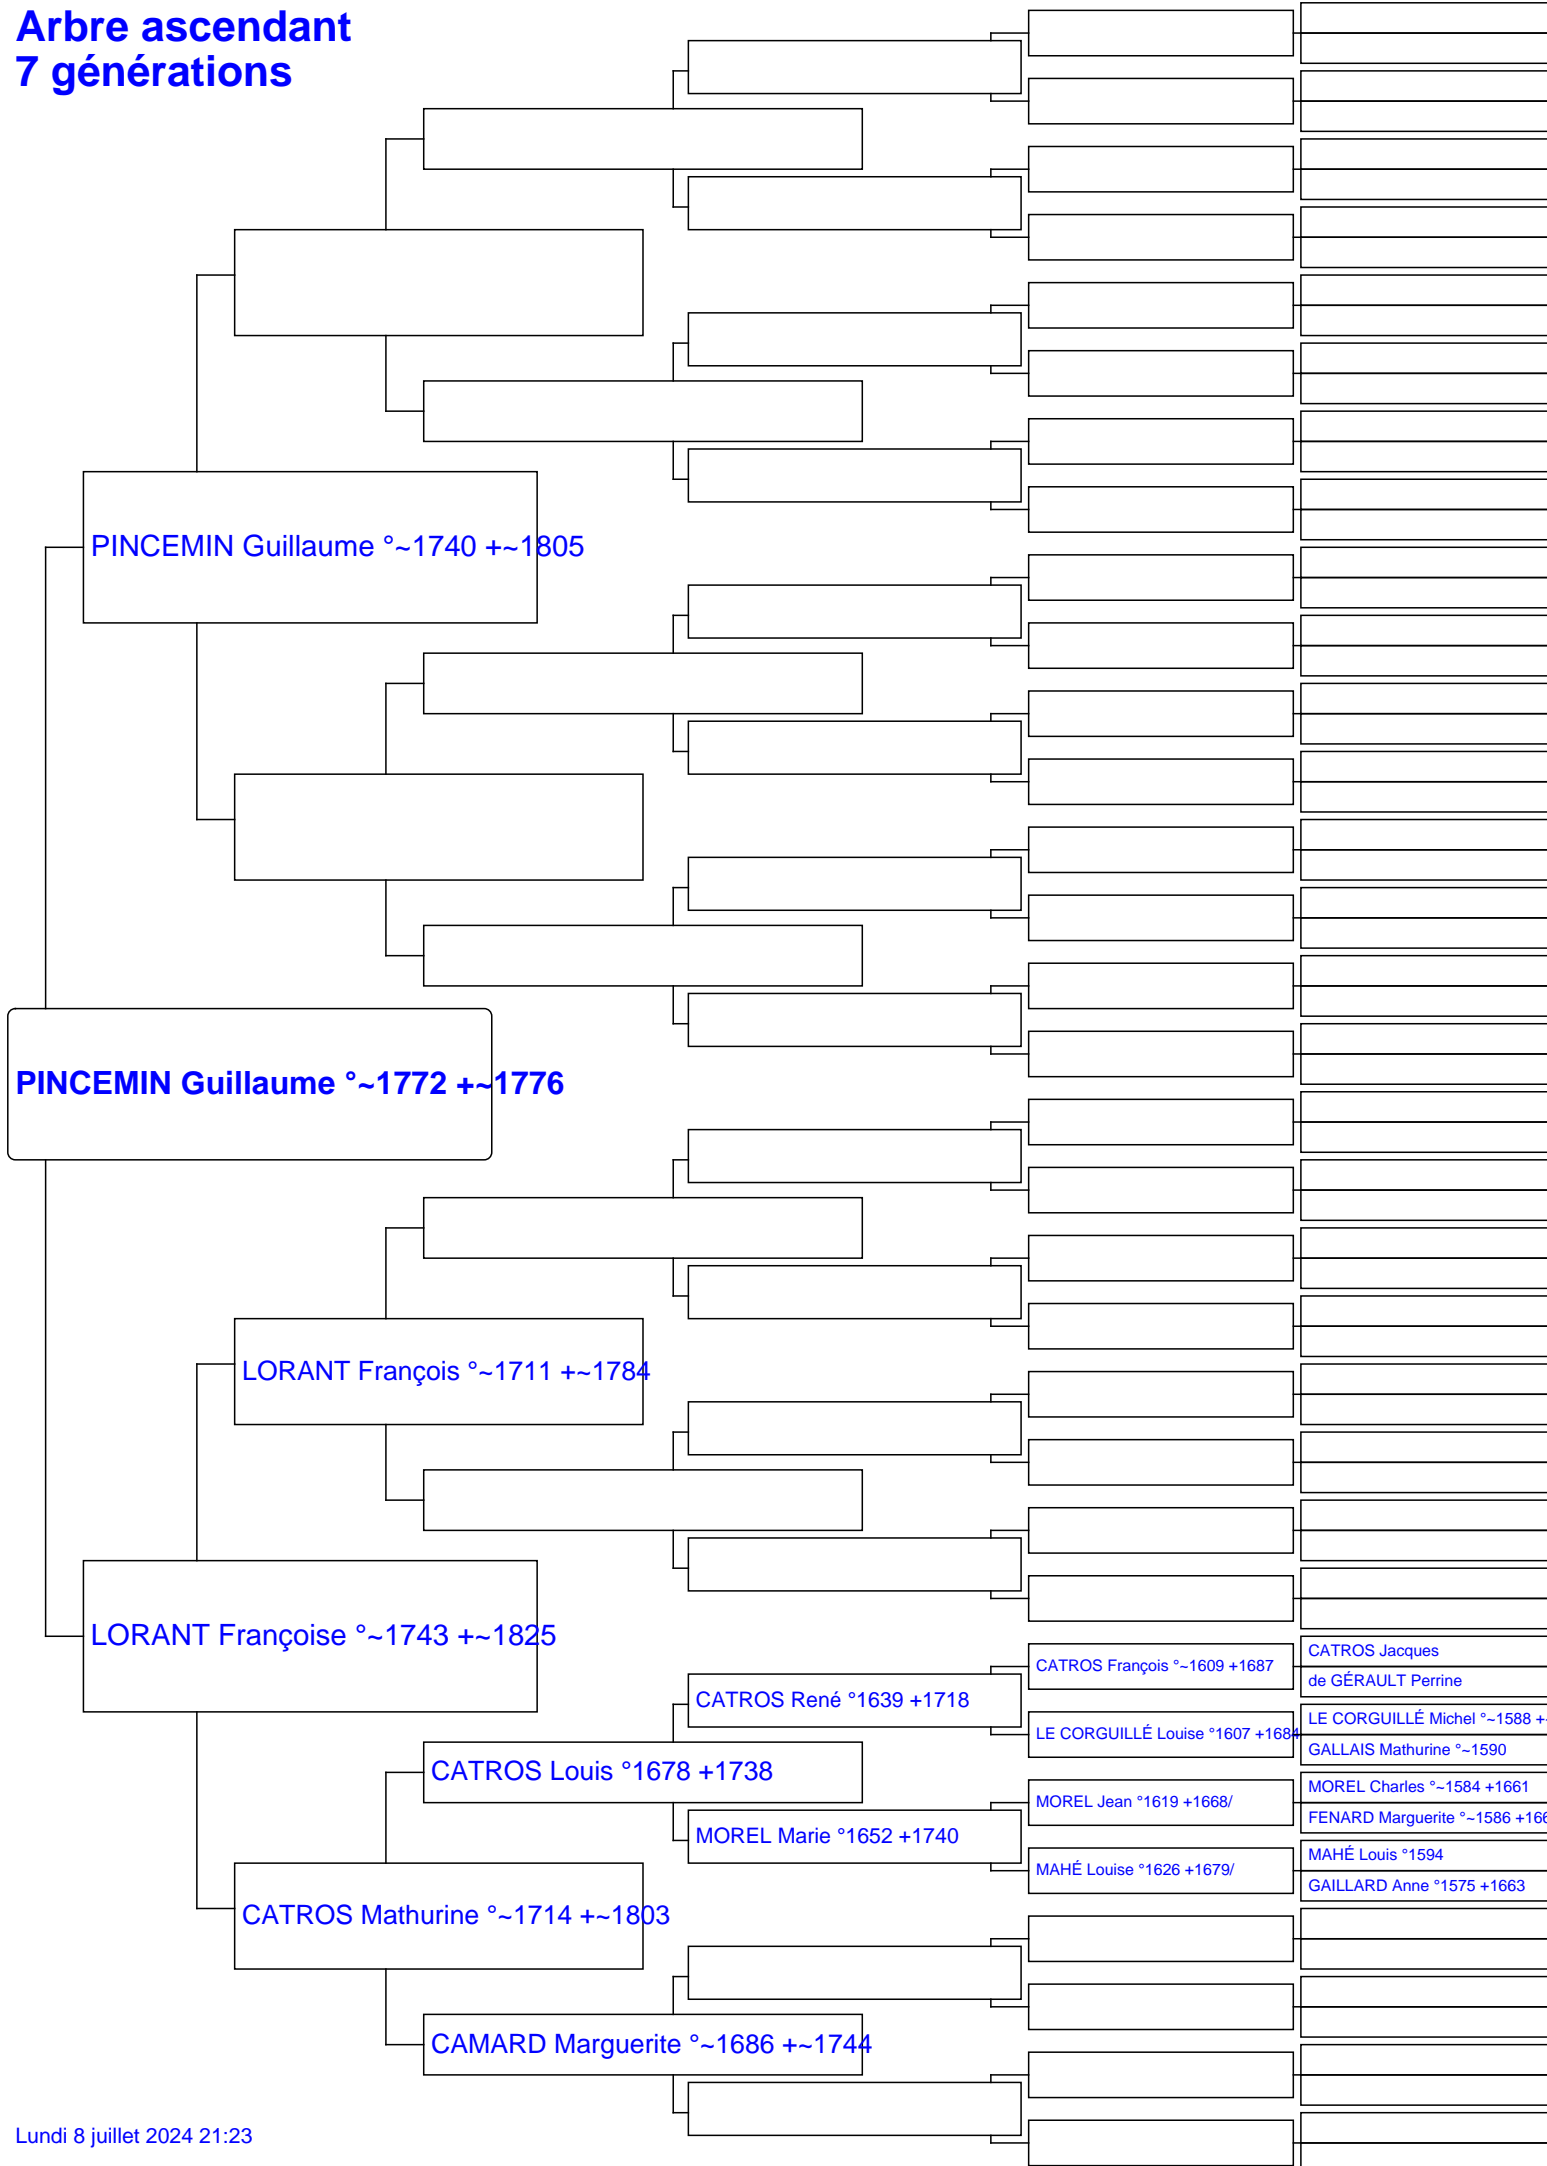 Arbre ascendant
7 générations
PINCEMIN Guillaume °~1740 +~1805
PINCEMIN Guillaume °~1772 +~1776
LORANT François °~1711 +~1784
LORANT Françoise °~1743 +~1825
CATROS François °~1609 +1687
CATROS Jacques
de GÉRAULT Perrine
CATROS René °1639 +1718
LE CORGUILLÉ Louise °1607 +1684
LE CORGUILLÉ Michel °~1588 +
GALLAIS Mathurine °~1590
CATROS Louis °1678 +1738
MOREL Jean °1619 +1668/
MOREL Charles °~1584 +1661
FENARD Marguerite °~1586 +166
MOREL Marie °1652 +1740
MAHÉ Louise °1626 +1679/
MAHÉ Louis °1594
GAILLARD Anne °1575 +1663
CATROS Mathurine °~1714 +~1803
CAMARD Marguerite °~1686 +~1744
Lundi 8 juillet 2024 21:23